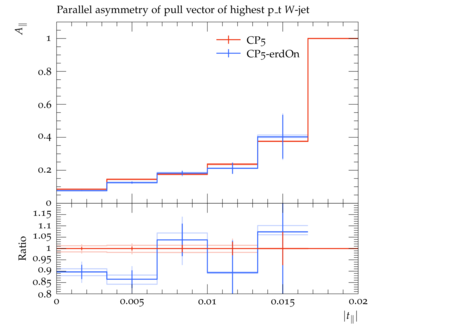 Parallel asymmetry of pull vector of highest p_t W-jet
A∥
1
0.8
0.6
0.4
0.2
0
CP5
CP5-erdOn
Ratio
1.15
1.1
1.05
1
0.95
0.9
0.85
0.8
0 0.005 0.01 0.015 0.02
|t∥|